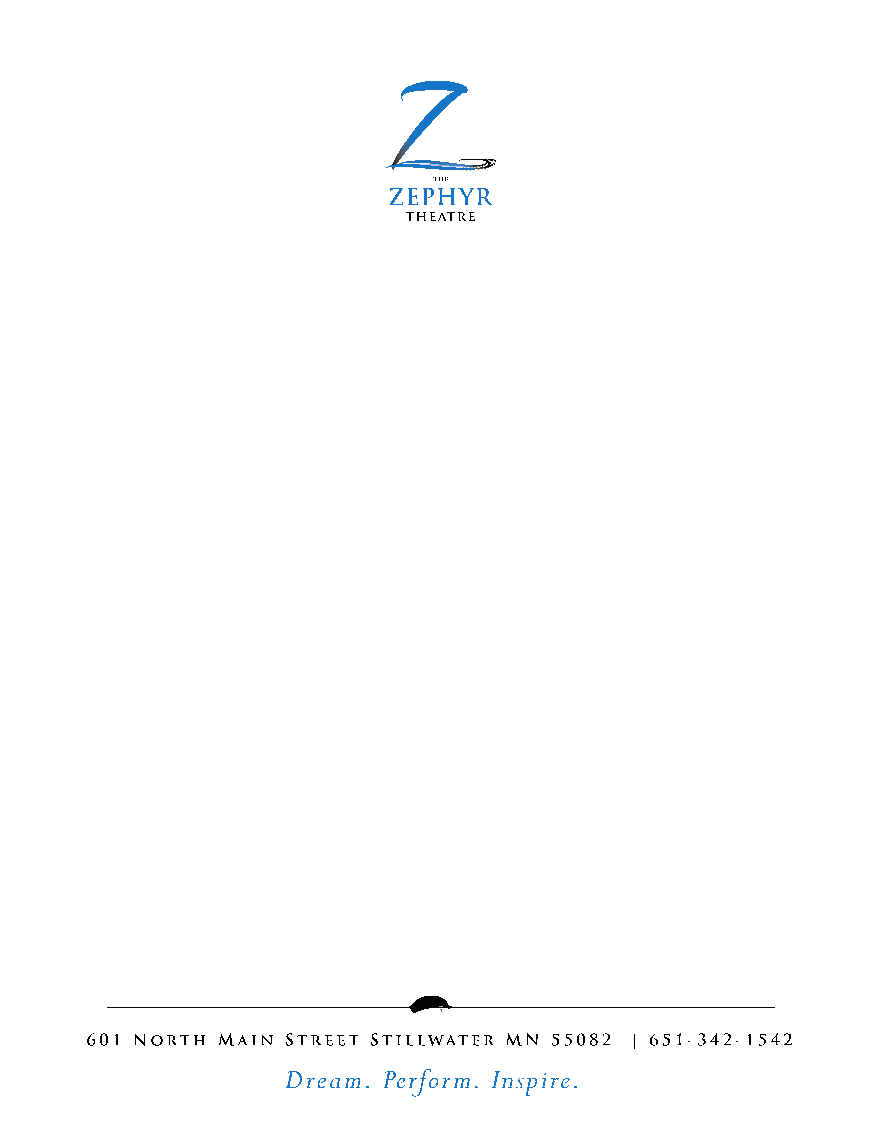 Z
THE
ZEPHYR
THEATRE
601 NORTH MAIN STREET STILLWATER MN 55082 | 651·342·1542
Dream. Perform. Inspire.